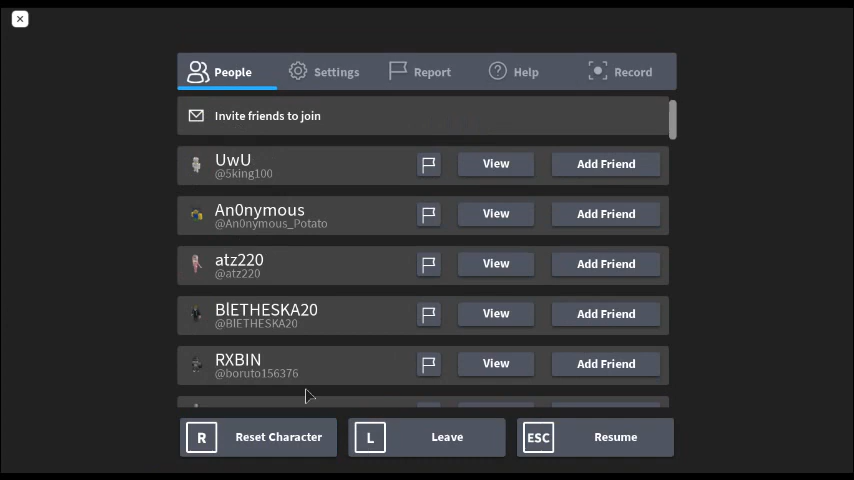 People Settings Report Help Record
Invite friends to join
UwU
@5king100
View Add Friend
An0nymous
@An0nymous_Potato
View Add Friend
atz220
@atz220
View Add Friend
BlETHESKA20
@BlETHESKA20
View Add Friend
RXBIN
@boruto156376
View Add Friend
R Reset Character L Leave ESC Resume